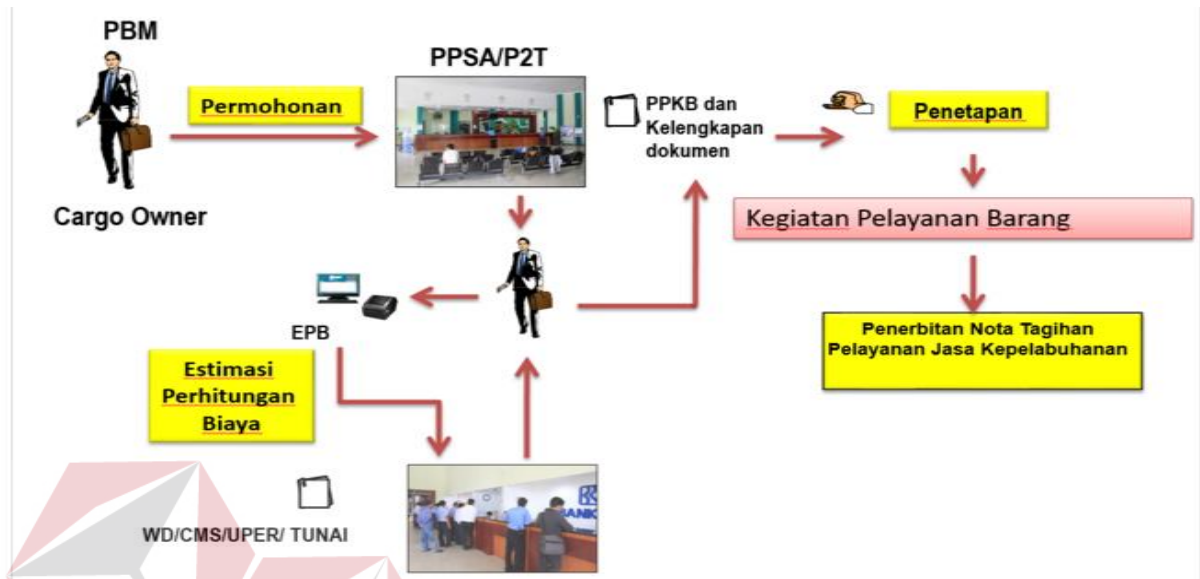 PBM
Permohonan
PPSA/P2T
PPKB dan
Kelengkapan
dokumen
Penetapan
Cargo Owner
Kegiatan Pelayanan Barang
EPB
Estimasi
Perhitungan
Biaya
Penerbitan Nota Tagihan
Pelayanan Jasa Kepelabuhanan
WD/CMS/UPER/ TUNAI
BANK